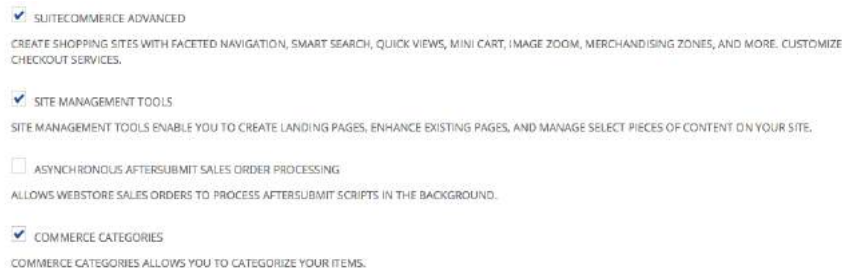 SUITECOMMERCE ADVANCED
CREATE SHOPPING SITES WITH FACETED NAVIGATION, SMART SEARCH, QUICK VIEWS, MINI CART, IMAGE ZOOM, MERCHANDISING ZONES, AND MORE. CUSTOMIZE
CHECKOUT SERVICES.
SITE MANAGEMENT TOOLS
SITE MANAGEMENT TOOLS ENABLE YOU TO CREATE LANDING PAGES, ENHANCE EXISTING PAGES, AND MANAGE SELECT PIECES OF CONTENT ON YOUR SITE.
ASYNCHRONOUS AFTERSUBMIT SALES ORDER PROCESSING
ALLOWS WEBSTORE SALES ORDERS TO PROCESS AFTERSUBMIT SCRIPTS IN THE BACKGROUND.
COMMERCE CATEGORIES
COMMERCE CATEGORIES ALLOWS YOU TO CATEGORIZE YOUR ITEMS.